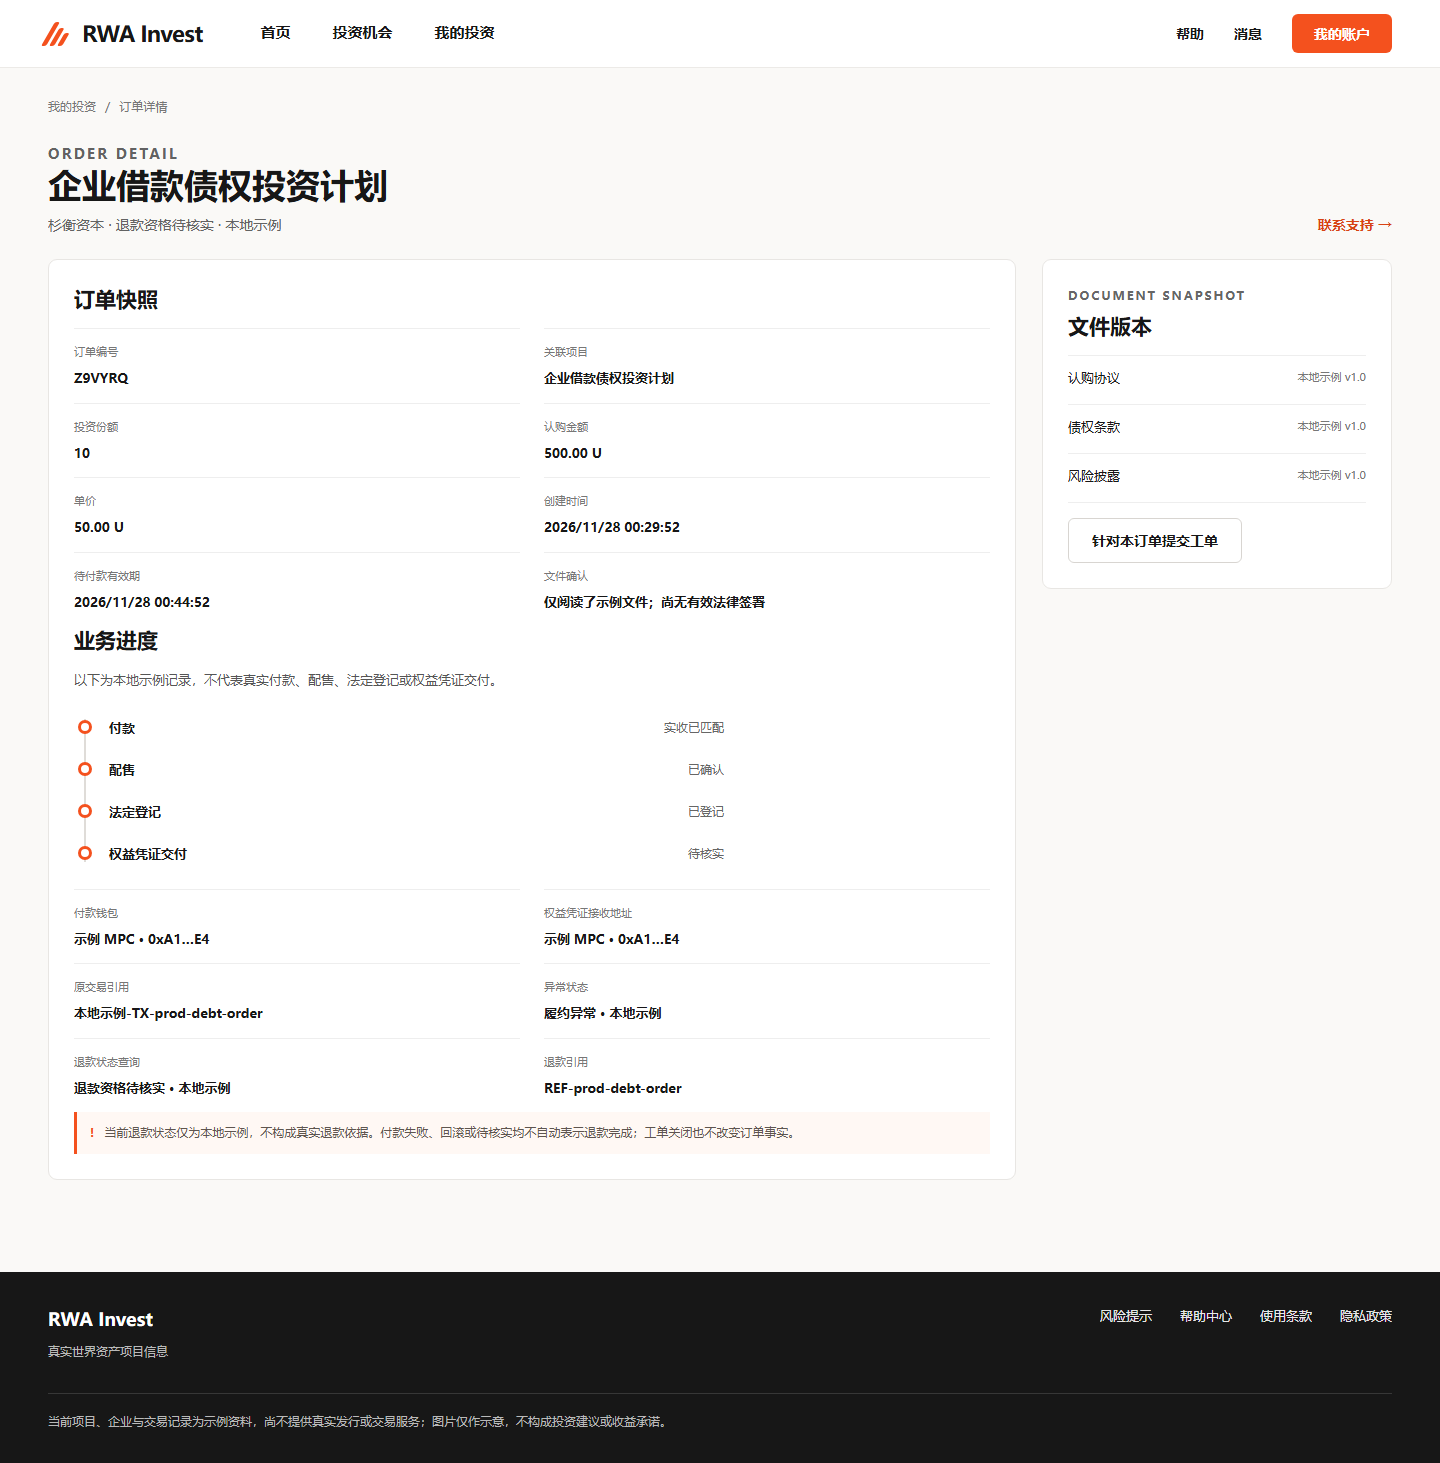 RWA Invest 首页 投资机会 我的投资 帮助 消息 我的账户
我的投资 / 订单详情
ORDER DETAIL
企业借款债权投资计划
杉衡资本 · 退款资格待核实 · 本地示例
联系支持 →
订单快照
订单编号
Z9VYRQ
关联项目
企业借款债权投资计划
投资份额
10
认购金额
500.00 U
单价
50.00 U
创建时间
2026/11/28 00:29:52
待付款有效期
2026/11/28 00:44:52
文件确认
仅阅读了示例文件；尚无有效法律签署
业务进度
以下为本地示例记录，不代表真实付款、配售、法定登记或权益凭证交付。
付款 实收已匹配
配售 已确认
法定登记 已登记
权益凭证交付 待核实
付款钱包
示例 MPC • 0xA1...E4
权益凭证接收地址
示例 MPC • 0xA1...E4
原交易引用
本地示例-TX-prod-debt-order
异常状态
履约异常 • 本地示例
退款状态查询
退款资格待核实 • 本地示例
退款引用
REF-prod-debt-order
! 当前退款状态仅为本地示例，不构成真实退款依据。付款失败、回滚或待核实均不自动表示退款完成；工单关闭也不改变订单事实。
DOCUMENT SNAPSHOT
文件版本
认购协议 本地示例 v1.0
债权条款 本地示例 v1.0
风险披露 本地示例 v1.0
针对本订单提交工单
RWA Invest
真实世界资产项目信息
风险提示 帮助中心 使用条款 隐私政策
当前项目、企业与交易记录为示例资料，尚不提供真实发行或交易服务；图片仅作示意，不构成投资建议或收益承诺。